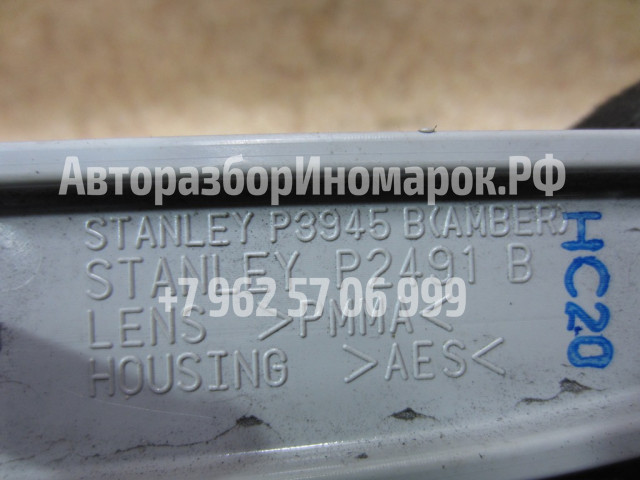 АвторазборИномарок.РФ
STANLEY P3945 B(AMBER)
STANLEY P2491 B
+7 962 57 06 999
LENS >PMMA<
HOUSING >AES<
HC20